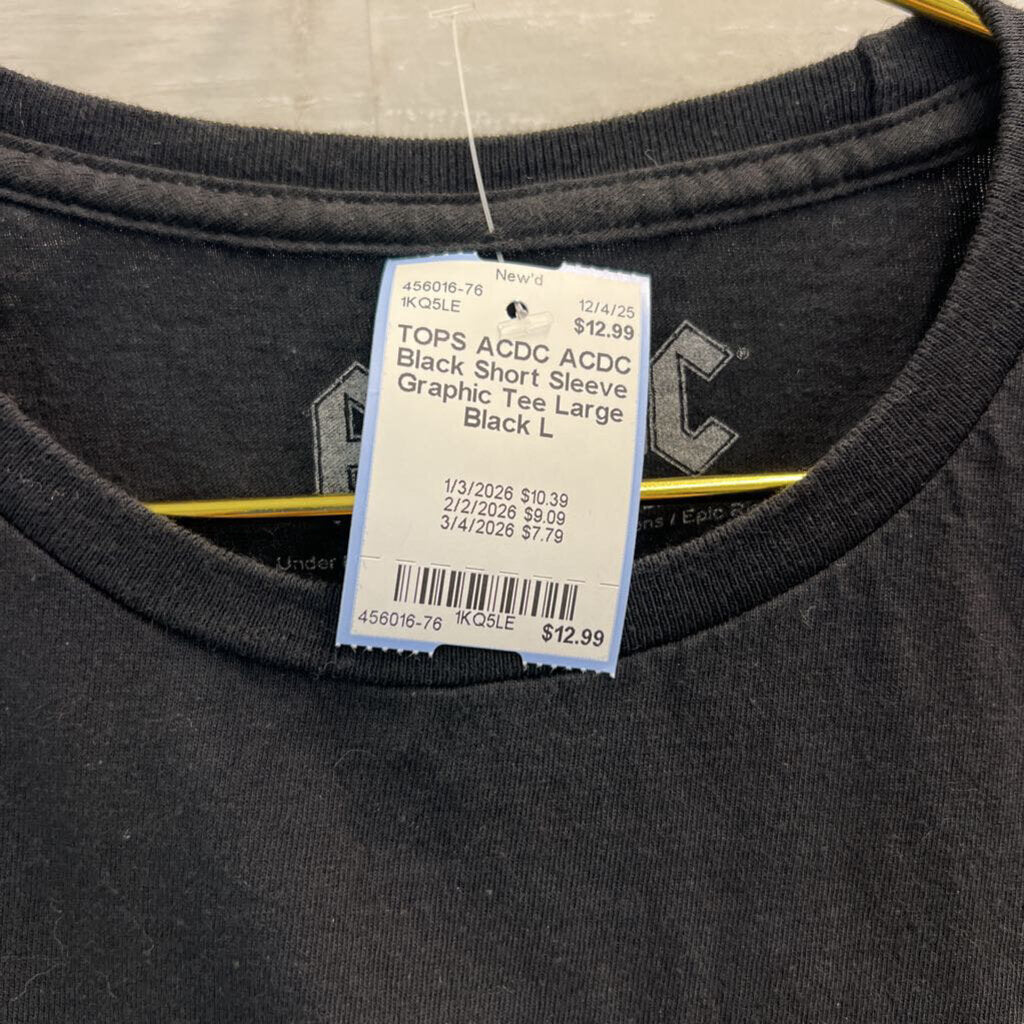 New'd
456016-76
1KQ5LE
12/4/25
$12.99
TOPS ACDC ACDC
Black Short Sleeve
Graphic Tee Large
Black L
1/3/2026 $10.39
2/2/2026 $9.09
3/4/2026 $7.79
456016-76 1KQ5LE $12.99
A C®
Under
/ Epic